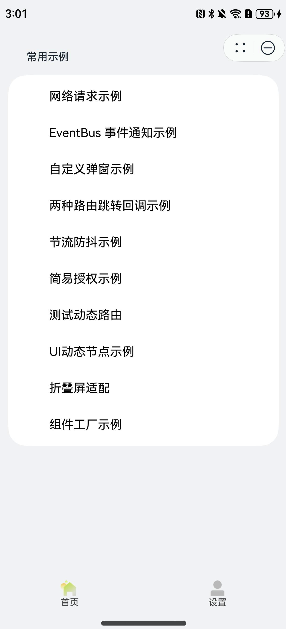 3:01
93
常用示例
网络请求示例
EventBus 事件通知示例
自定义弹窗示例
两种路由跳转回调示例
节流防抖示例
简易授权示例
测试动态路由
UI动态节点示例
折叠屏适配
组件工厂示例
首页
设置